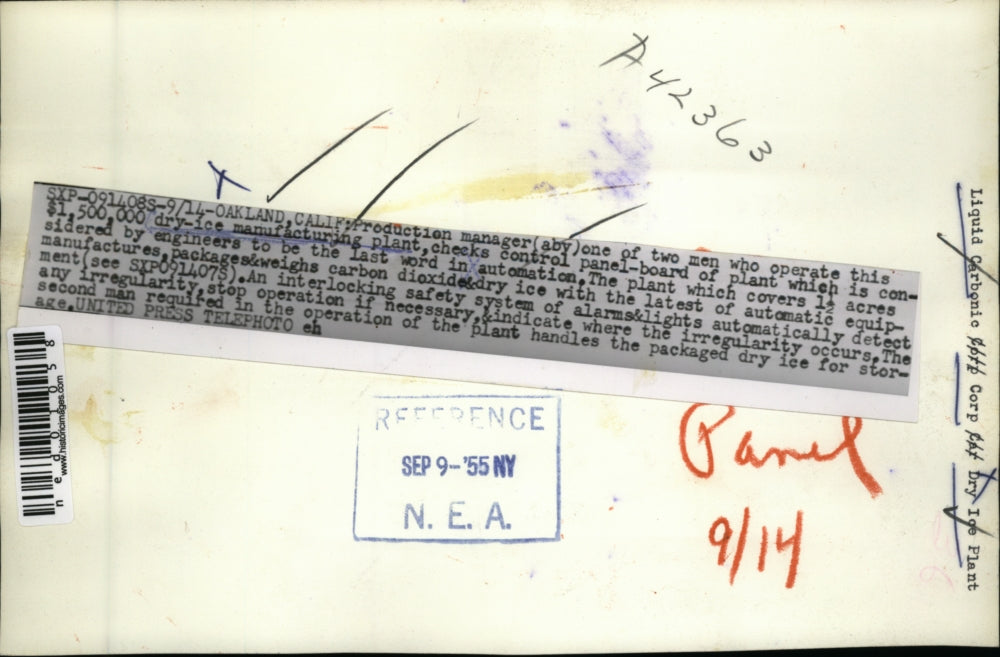 A42363
SXP-091408S-9/14-OAKLAND,CALIF:Production manager(aby)one of two men who operate this
$1,500,000 dry-ice manufacturing plant,checks control panel-board of plant which is con-
sidered by engineers to be the last word in automation.The plant which covers 1½ acres
manufactures,packages&weighs carbon dioxide&dry ice with the latest of automatic equip-
ment(see SXP091407S).An interlocking safety system of alarms&lights automatically detect
any irregularity,stop operation if necessary,&indicate where the irregularity occurs.The
second man required in the operation of the plant handles the packaged dry ice for stor-
age.UNITED PRESS TELEPHOTO eh
www.historicimages.com
ned01058
REFERENCE
SEP 9-'55 NY
N. E. A.
Panel
9/14
Liquid Carbonic Corp Dry Ice Plant